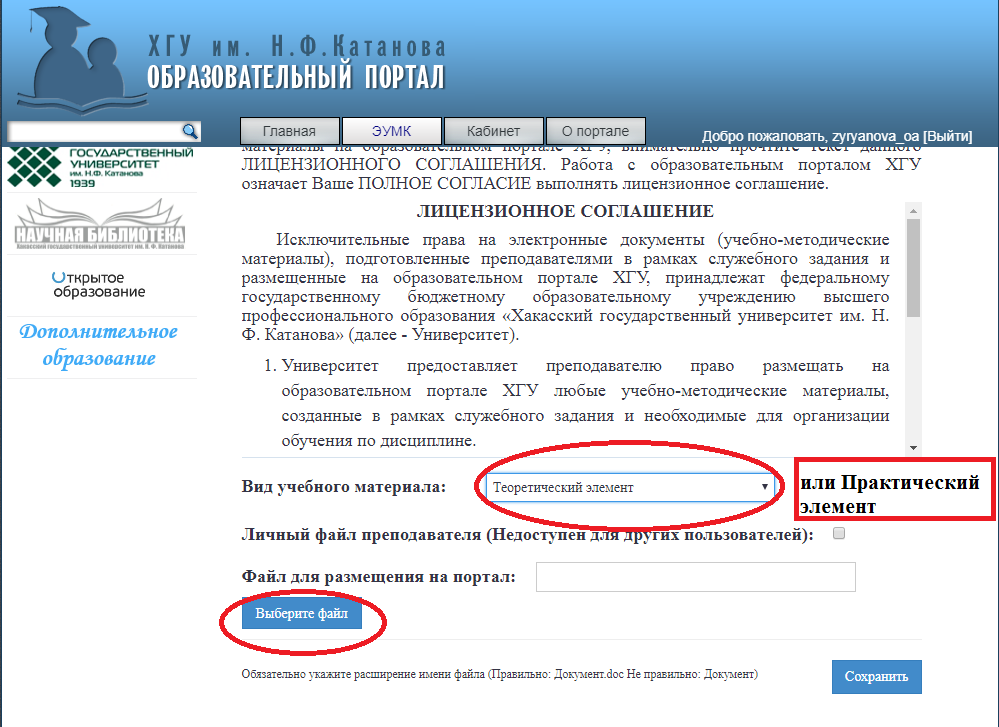 ХГУ им. Н.Ф.Катанова
ОБРАЗОВАТЕЛЬНЫЙ ПОРТАЛ
Главная
ЭУМК
Кабинет
О портале
Добро пожаловать, zyryanova_oa [Выйти]
ГОСУДАРСТВЕННЫЙ
УНИВЕРСИТЕТ
им. Н.Ф. Катанова
1939
НАУЧНАЯ БИБЛИОТЕКА
ХАКАССКИЙ ГОСУДАРСТВЕННЫЙ УНИВЕРСИТЕТ ИМ. Н. Ф. КАТАНОВА
Открытое
образование
Дополнительное
образование
материалы на образовательном портале ХГУ, внимательно прочтите текст данного
ЛИЦЕНЗИОННОГО СОГЛАШЕНИЯ. Работа с образовательным порталом ХГУ
означает Ваше ПОЛНОЕ СОГЛАСИЕ выполнять лицензионное соглашение.
ЛИЦЕНЗИОННОЕ СОГЛАШЕНИЕ
Исключительные права на электронные документы (учебно-методические
материалы), подготовленные преподавателями в рамках служебного задания и
размещенные на образовательном портале ХГУ, принадлежат федеральному
государственному бюджетному образовательному учреждению высшего
профессионального образования «Хакасский государственный университет им. Н.
Ф. Катанова» (далее - Университет).
1. Университет предоставляет преподавателю право размещать на
образовательном портале ХГУ любые учебно-методические материалы,
созданные в рамках служебного задания и необходимые для организации
обучения по дисциплине.
Вид учебного материала:
Теоретический элемент
или Практический
элемент
Личный файл преподавателя (Недоступен для других пользователей):
Файл для размещения на портал:
Выберите файл
Обязательно укажите расширение имени файла (Правильно: Документ.doc Не правильно: Документ)
Сохранить